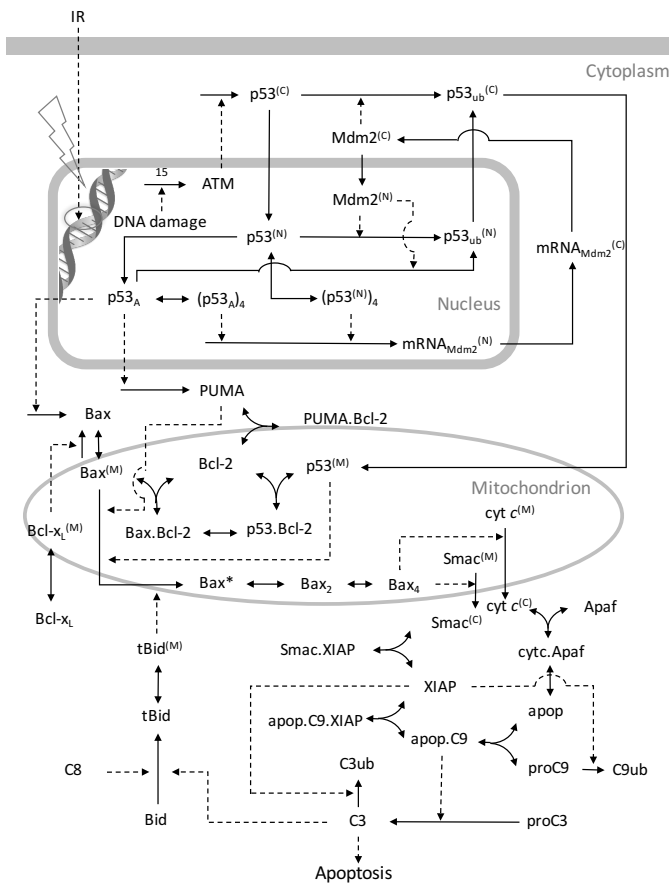 IR
Cytoplasm
p53(C)
p53ub(C)
Mdm2(C)
15
ATM
Mdm2(N)
DNA damage
p53(N)
p53ub(N)
mRNAMdm2(C)
p53A
(p53A)4
(p53(N))4
Nucleus
mRNAMdm2(N)
PUMA
Bax
PUMA.Bcl-2
Bcl-2
p53(M)
Bax(M)
Mitochondrion
cyt c(M)
Bcl-xL(M)
Bax.Bcl-2
p53.Bcl-2
Smac(M)
Bax*
Bax2
Bax4
cyt c(C)
Apaf
Bcl-xL
Smac(C)
tBid(M)
Smac.XIAP
cytc.Apaf
XIAP
tBid
apop.C9.XIAP
apop
apop.C9
C8
C3ub
proC9
C9ub
Bid
C3
proC3
Apoptosis